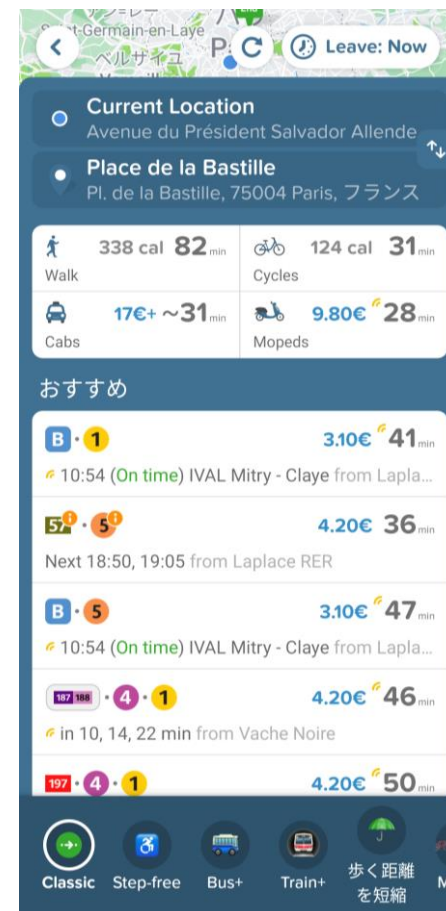 t-Germain-en-Laye
ベルサイユ
Leave: Now
Current Location
Avenue du Président Salvador Allende
Place de la Bastille
Pl. de la Bastille, 75004 Paris, フランス
338 cal 82 min
Walk
124 cal 31 min
Cycles
17€+ ~31 min
Cabs
9.80€ 28 min
Mopeds
おすすめ
B · 1 3.10€ 41 min
10:54 (On time) IVAL Mitry - Claye from Lapla...
57 · 5 4.20€ 36 min
Next 18:50, 19:05 from Laplace RER
B · 5 3.10€ 47 min
10:54 (On time) IVAL Mitry - Claye from Lapla...
187 188 · 4 · 1 4.20€ 46 min
in 10, 14, 22 min from Vache Noire
197 · 4 · 1 4.20€ 50 min
Classic
Step-free
Bus+
Train+
歩く距離
を短縮
M